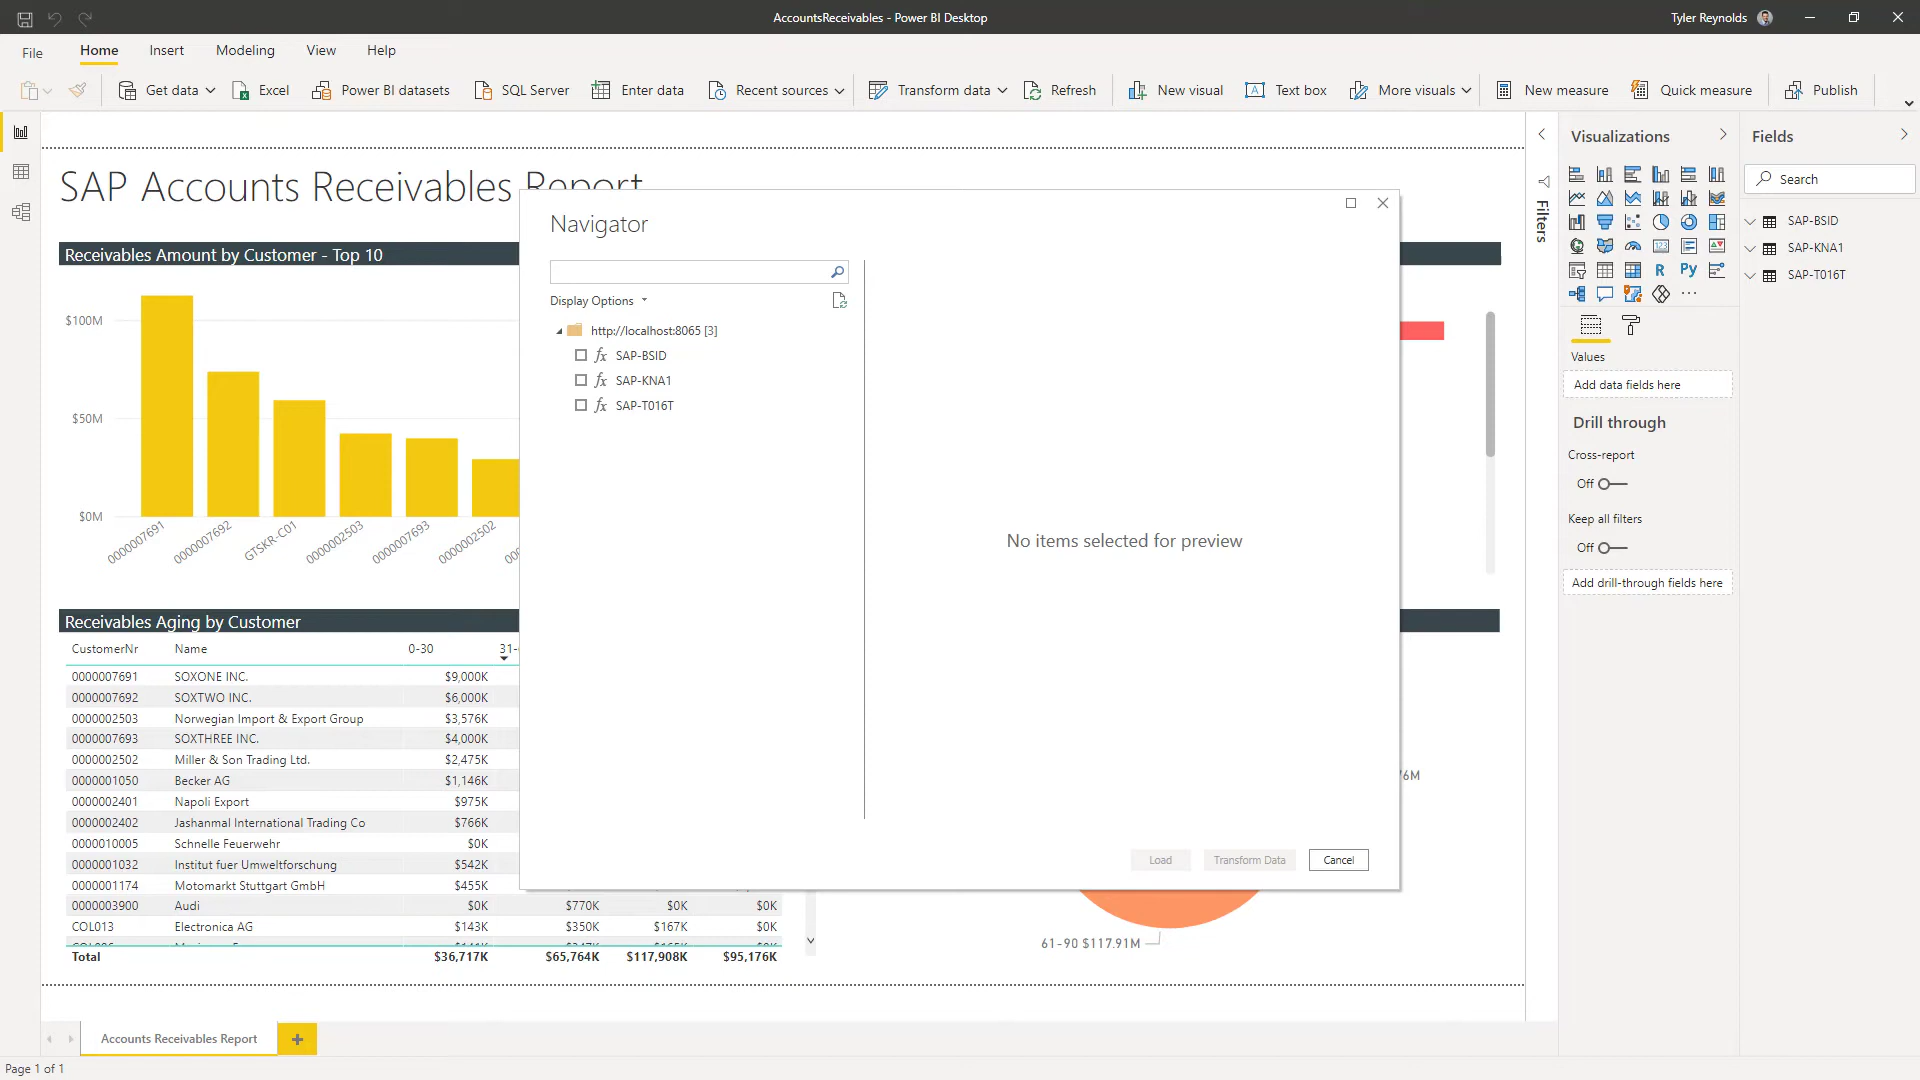 AccountsReceivables - Power BI Desktop
Tyler Reynolds
File
Home
Insert
Modeling
View
Help
Get data
Excel
Power BI datasets
SQL Server
Enter data
Recent sources
Transform data
Refresh
New visual
Text box
More visuals
New measure
Quick measure
Publish
SAP Accounts Receivables Report
Receivables Amount by Customer - Top 10
$100M
$50M
$0M
0000007691
0000007692
GTSKR-C01
0000002503
0000007693
0000002502
Receivables Aging by Customer
CustomerNr Name 0-30 31-
0000007691 SOXONE INC. $9,000K
0000007692 SOXTWO INC. $6,000K
0000002503 Norwegian Import & Export Group $3,576K
0000007693 SOXTHREE INC. $4,000K
0000002502 Miller & Son Trading Ltd. $2,475K
0000001050 Becker AG $1,146K
0000002401 Napoli Export $975K
0000002402 Jashanmal International Trading Co $766K
0000010005 Schnelle Feuerwehr $0K
0000001032 Institut fuer Umweltforschung $542K
0000001174 Motomarkt Stuttgart GmbH $455K
0000003900 Audi $0K $770K $0K $0K
COL013 Electronica AG $143K $350K $167K $0K
Total $36,717K $65,764K $117,908K $95,176K
Navigator
Display Options
http://localhost:8065 [3]
fx SAP-BSID
fx SAP-KNA1
fx SAP-T016T
No items selected for preview
Load
Transform Data
Cancel
76M
61-90 $117.91M
Filters
Visualizations
R
Py
123
Values
Add data fields here
Drill through
Cross-report
Off
Keep all filters
Off
Add drill-through fields here
Fields
Search
SAP-BSID
SAP-KNA1
SAP-T016T
Accounts Receivables Report
Page 1 of 1